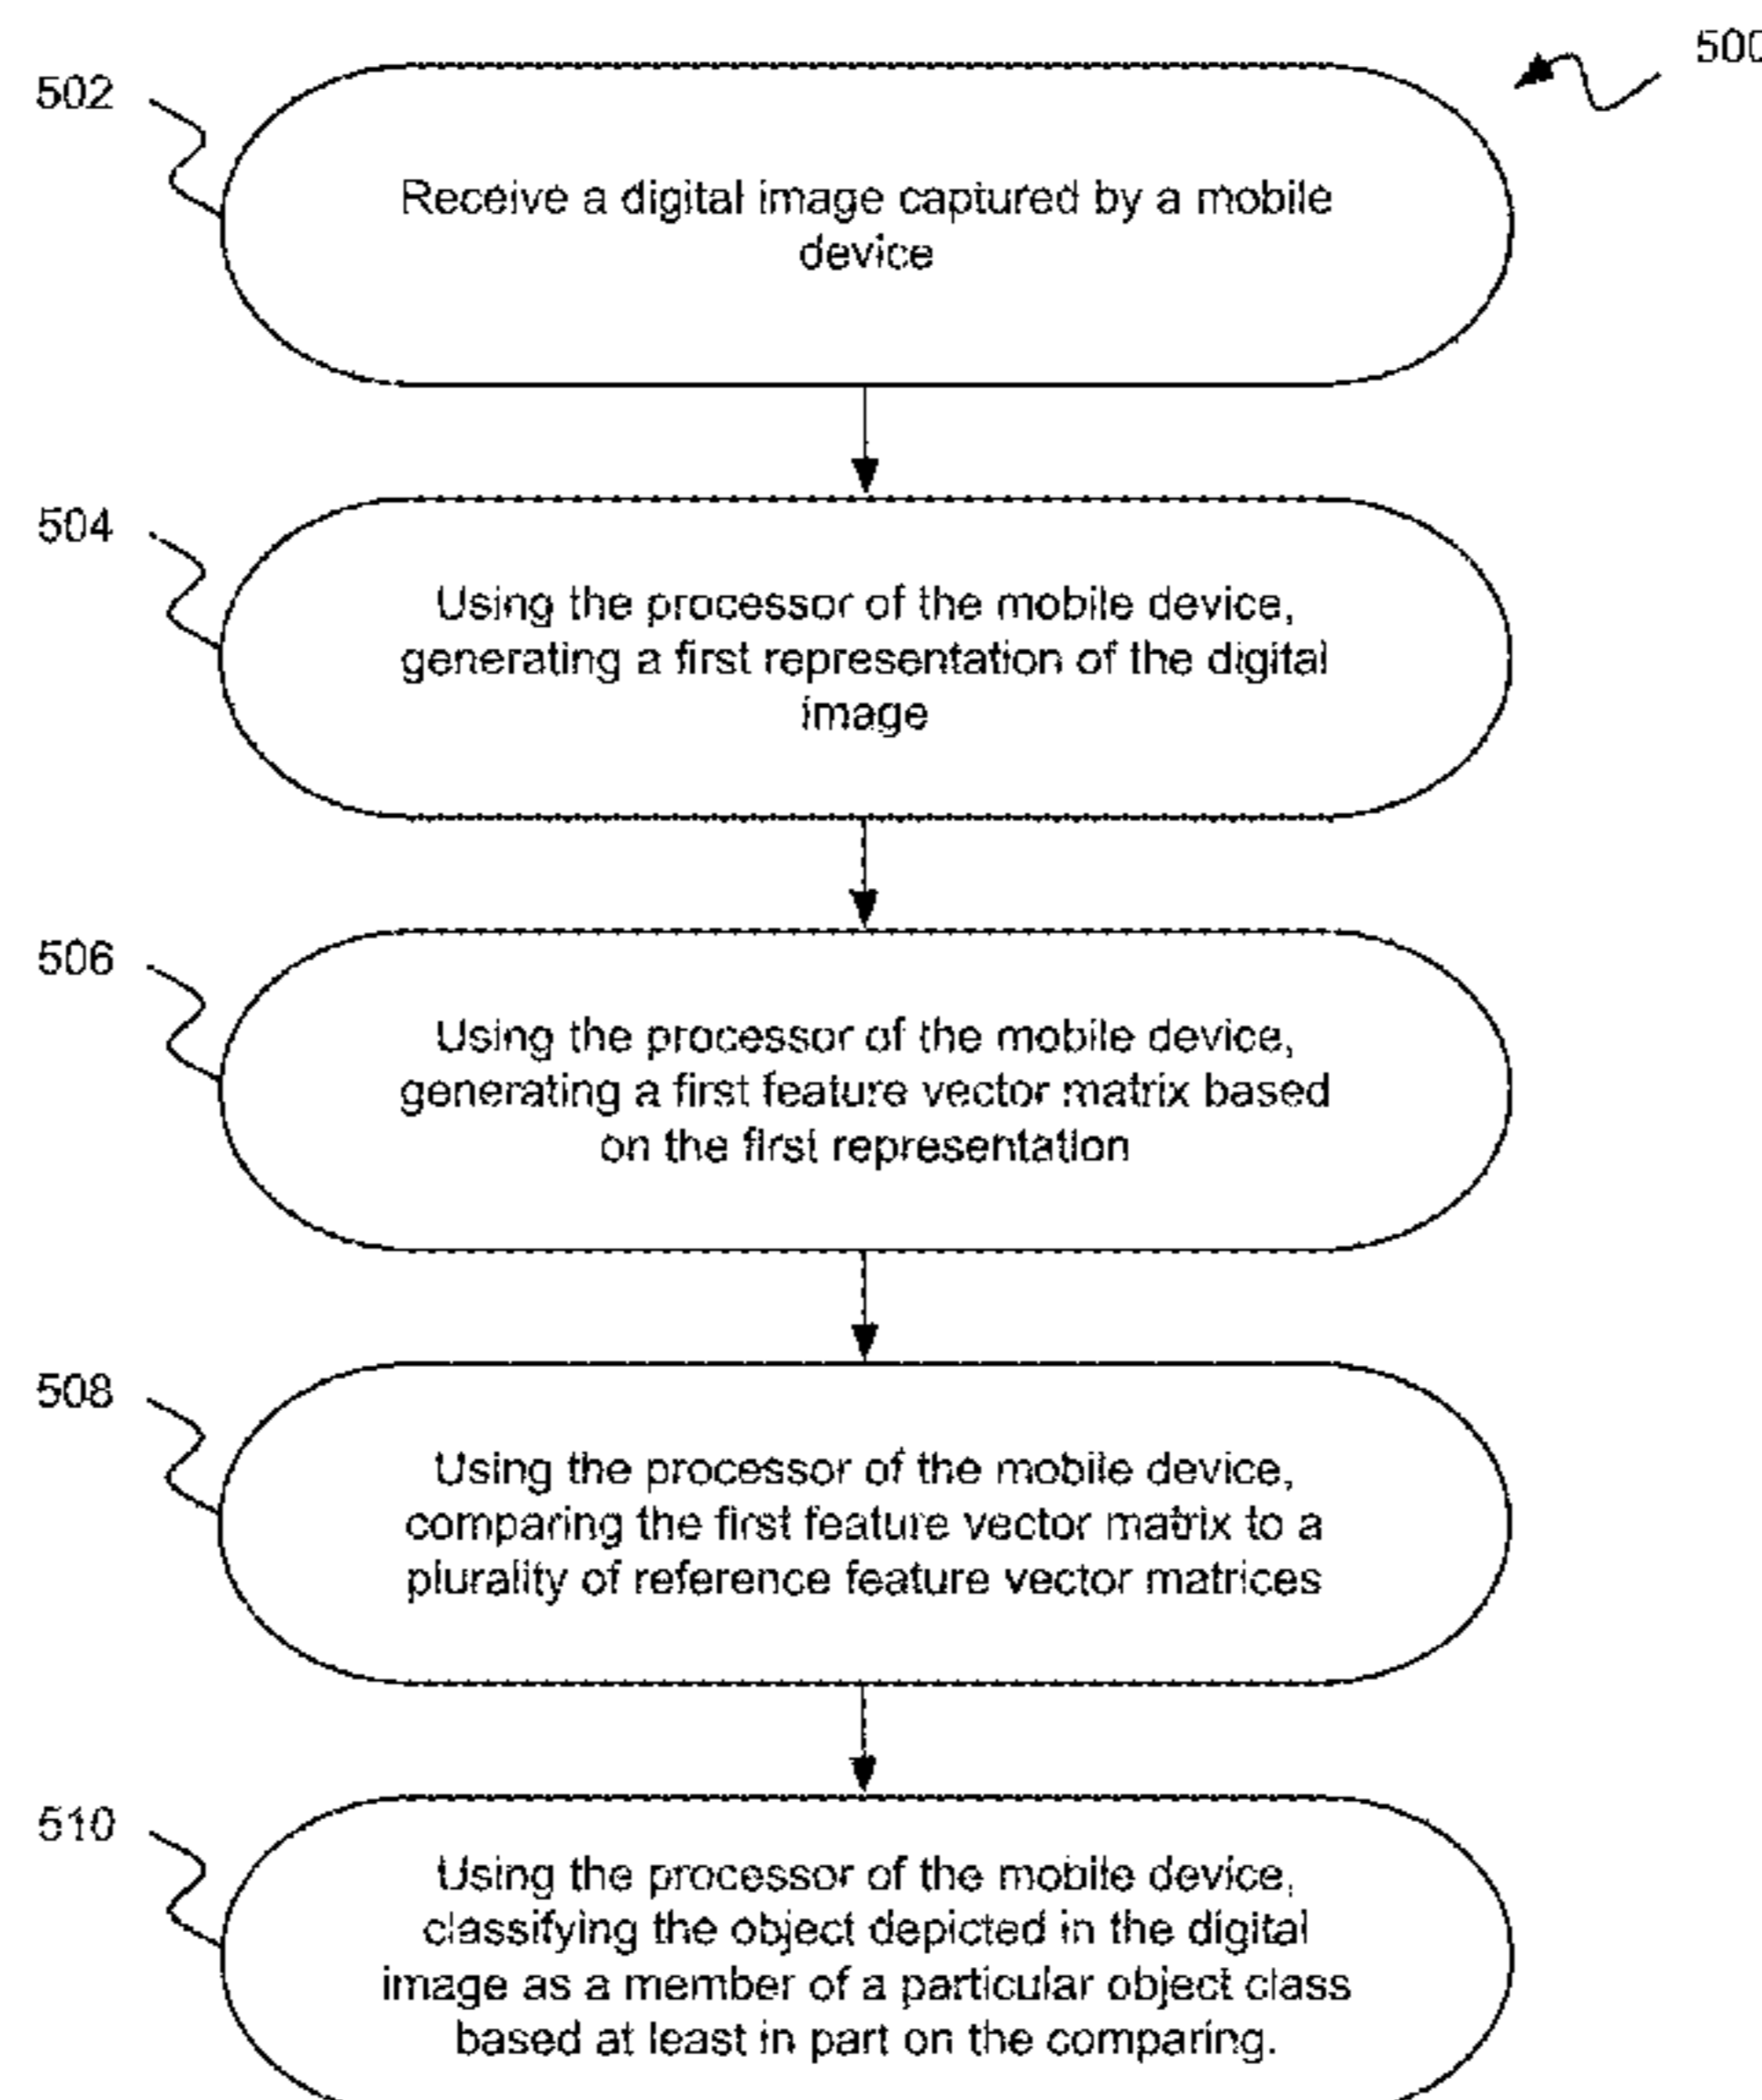 500
502
Receive a digital image captured by a mobile
device
504
Using the processor of the mobile device,
generating a first representation of the digital
image
506
Using the processor of the mobile device,
generating a first feature vector matrix based
on the first representation
508
Using the processor of the mobile device,
comparing the first feature vector matrix to a
plurality of reference feature vector matrices
510
Using the processor of the mobile device,
classifying the object depicted in the digital
image as a member of a particular object class
based at least in part on the comparing.